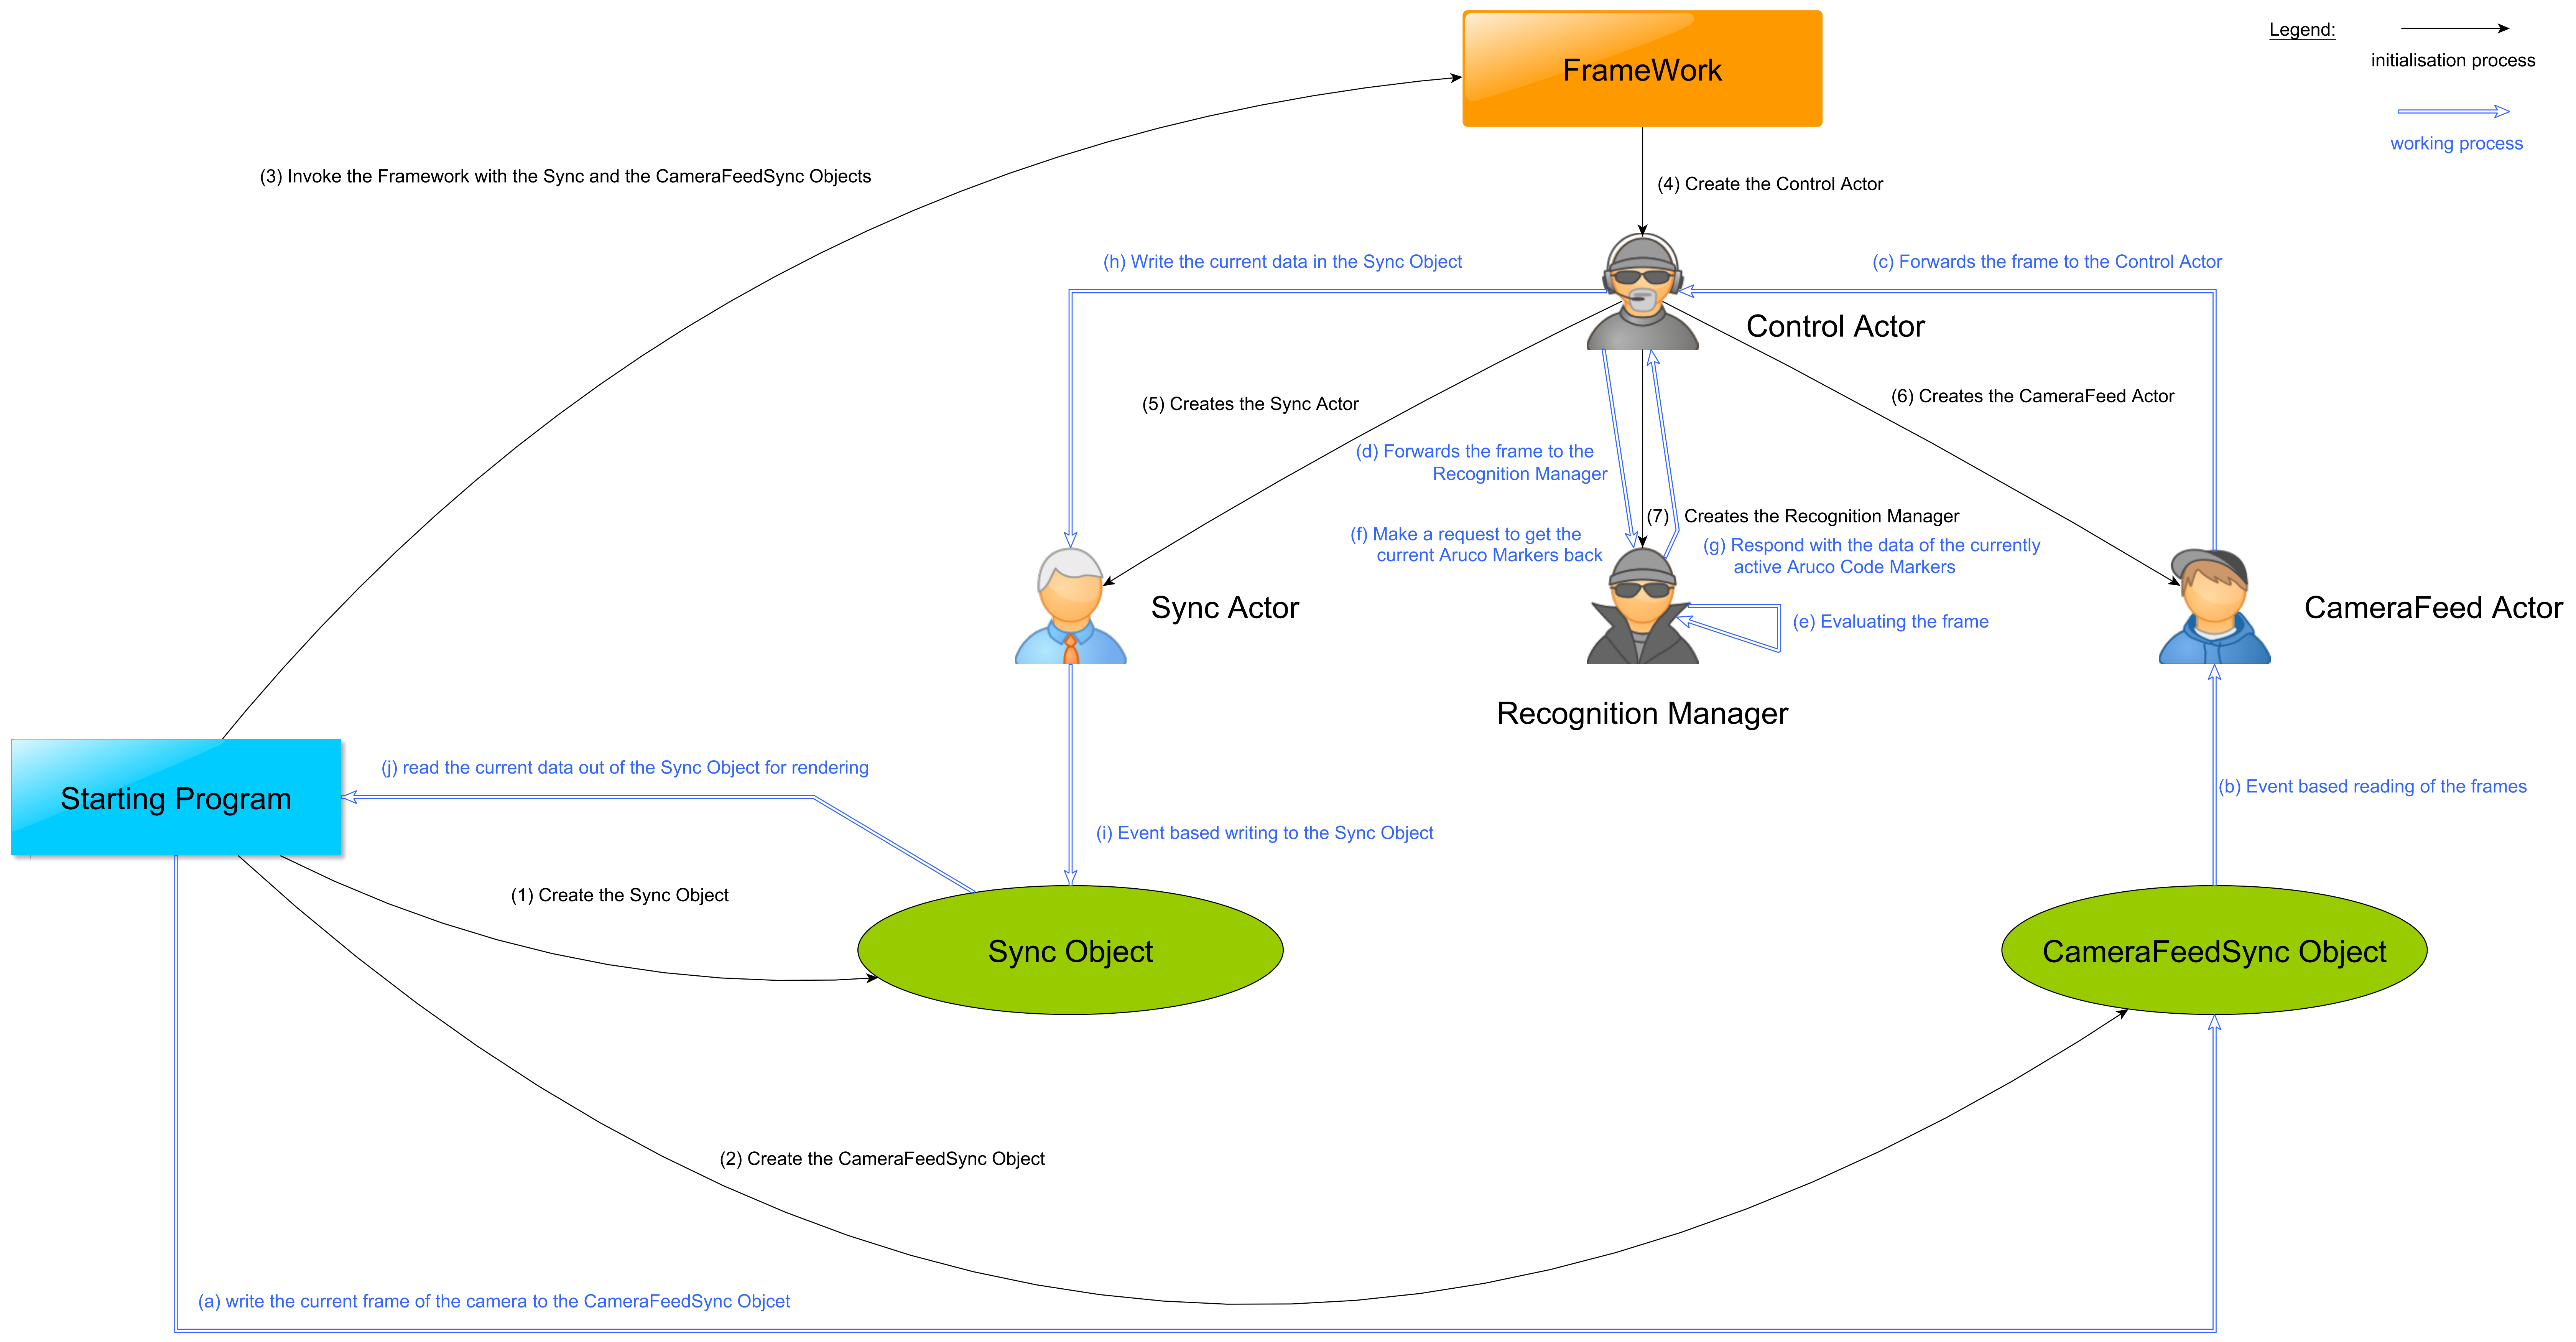 FrameWork
Legend:
initialisation process
working process
(3) Invoke the Framework with the Sync and the CameraFeedSync Objects
(4) Create the Control Actor
(h) Write the current data in the Sync Object
(c) Forwards the frame to the Control Actor
Control Actor
(5) Creates the Sync Actor
(6) Creates the CameraFeed Actor
(d) Forwards the frame to the
Recognition Manager
(7) Creates the Recognition Manager
(f) Make a request to get the
current Aruco Markers back
(g) Respond with the data of the currently
active Aruco Code Markers
Sync Actor
(e) Evaluating the frame
CameraFeed Actor
Recognition Manager
Starting Program
(j) read the current data out of the Sync Object for rendering
(b) Event based reading of the frames
(i) Event based writing to the Sync Object
(1) Create the Sync Object
Sync Object
CameraFeedSync Object
(2) Create the CameraFeedSync Object
(a) write the current frame of the camera to the CameraFeedSync Objcet